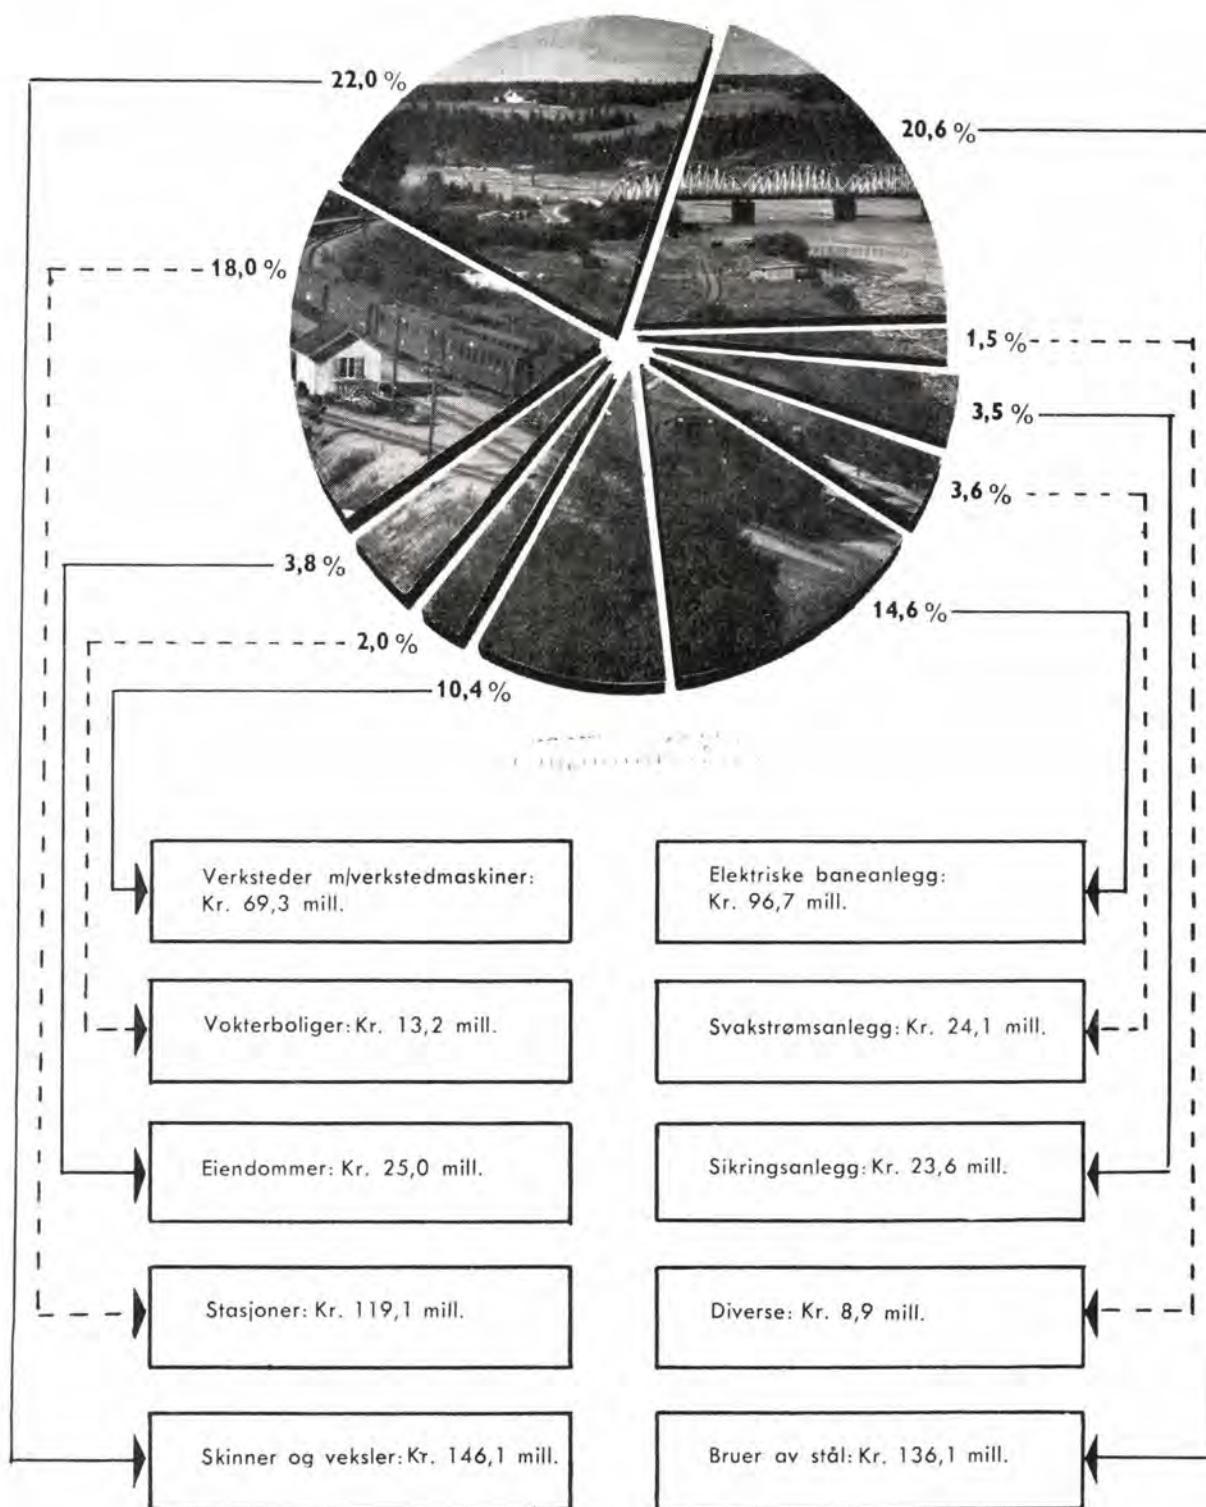 22,0 %
20,6 %
18,0 %
1,5 %
3,5 %
3,6 %
3,8 %
14,6 %
2,0 %
10,4 %
Verksteder m/verkstedmaskiner:
Kr. 69,3 mill.
Elektriske baneanlegg:
Kr. 96,7 mill.
Vokterboliger: Kr. 13,2 mill.
Svakstrømsanlegg: Kr. 24,1 mill.
Eiendommer: Kr. 25,0 mill.
Sikringsanlegg: Kr. 23,6 mill.
Stasjoner: Kr. 119,1 mill.
Diverse: Kr. 8,9 mill.
Skinner og veksler: Kr. 146,1 mill.
Bruer av stål: Kr. 136,1 mill.